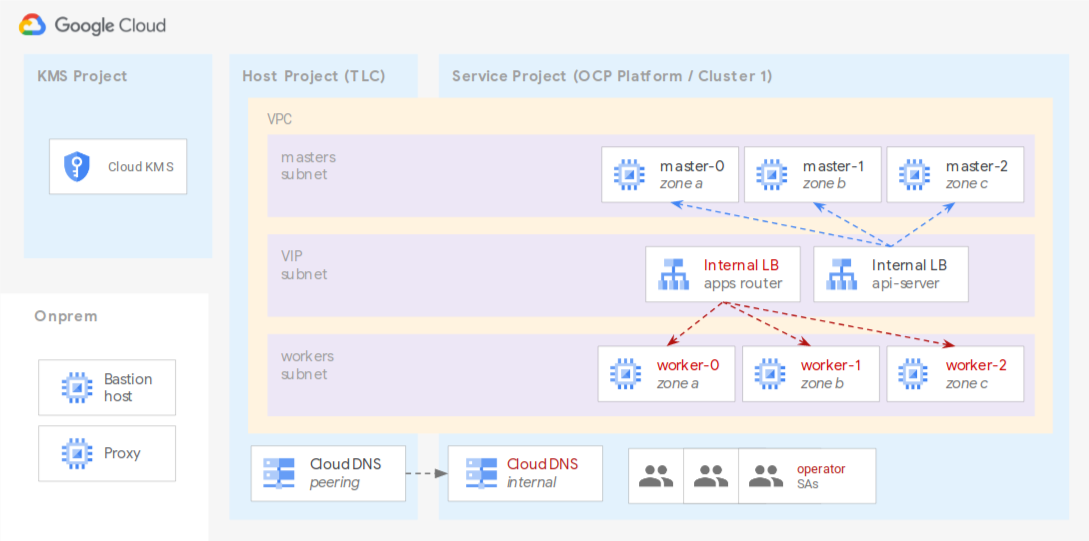 Google Cloud
KMS Project
Cloud KMS
Host Project (TLC)
Service Project (OCP Platform / Cluster 1)
VPC
masters
subnet
master-0
zone a
master-1
zone b
master-2
zone c
VIP
subnet
Internal LB
apps router
Internal LB
api-server
workers
subnet
worker-0
zone a
worker-1
zone b
worker-2
zone c
Onprem
Bastion
host
Proxy
Cloud DNS
peering
Cloud DNS
internal
operator
SAs